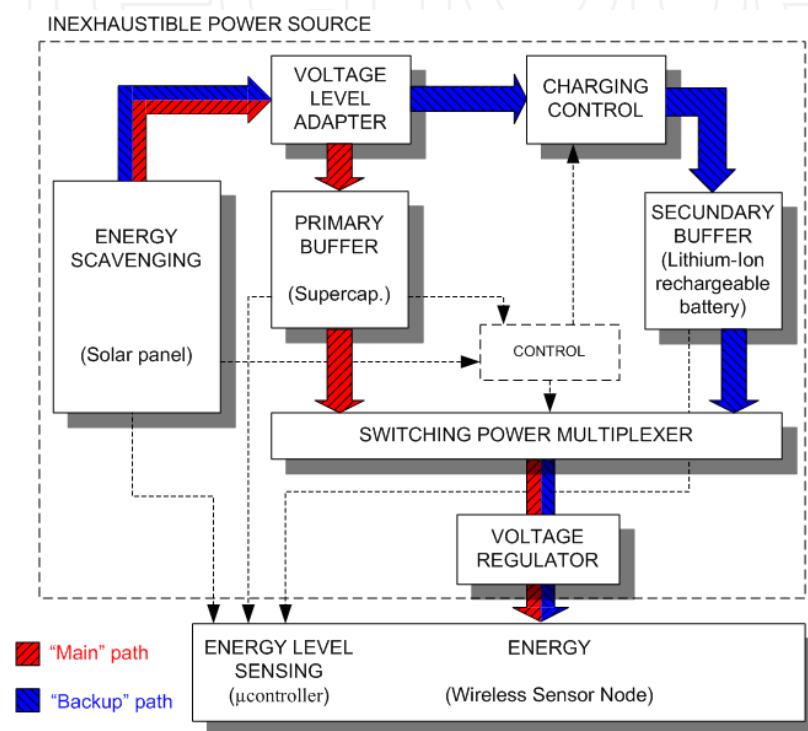 INEXHAUSTIBLE POWER SOURCE
VOLTAGE
LEVEL
ADAPTER
CHARGING
CONTROL
ENERGY
SCAVENGING
(Solar panel)
PRIMARY
BUFFER
(Supercap.)
SECUNDARY
BUFFER
(Lithium-Ion
rechargeable
battery)
CONTROL
SWITCHING POWER MULTIPLEXER
VOLTAGE
REGULATOR
ENERGY LEVEL
SENSING
(µcontroller)
ENERGY
(Wireless Sensor Node)
“Main” path
“Backup” path